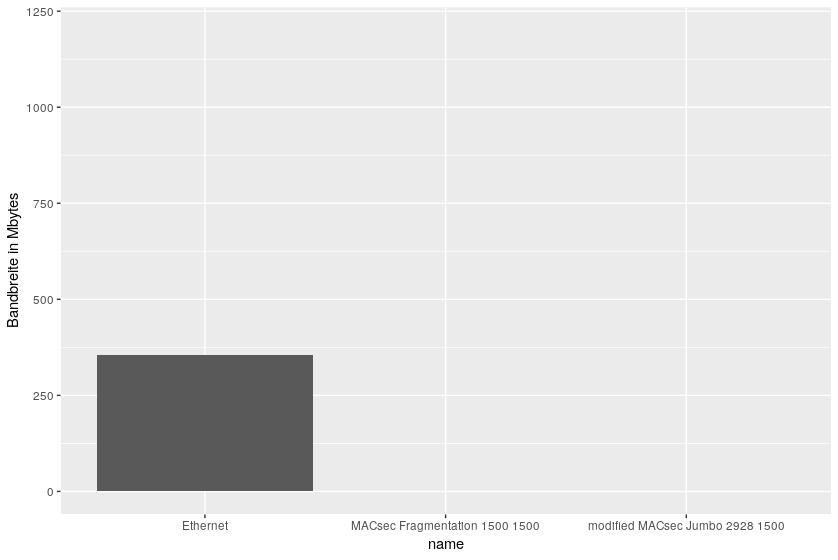 1250
1000
750
500
250
0
Bandbreite in Mbytes
Ethernet
MACsec Fragmentation 1500 1500
modified MACsec Jumbo 2928 1500
name